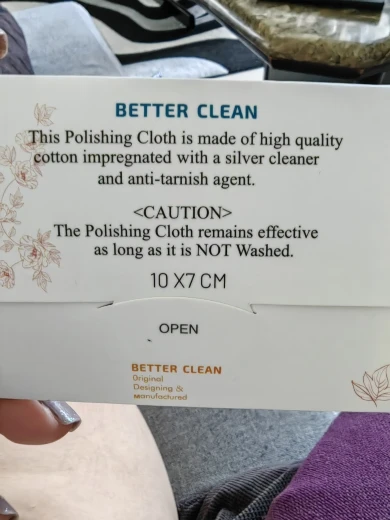 BETTER CLEAN
This Polishing Cloth is made of high quality
cotton impregnated with a silver cleaner
and anti-tarnish agent.
<CAUTION>
The Polishing Cloth remains effective
as long as it is NOT Washed.
10 X7 CM
OPEN
BETTER CLEAN
Original
Designing &
Manufactured